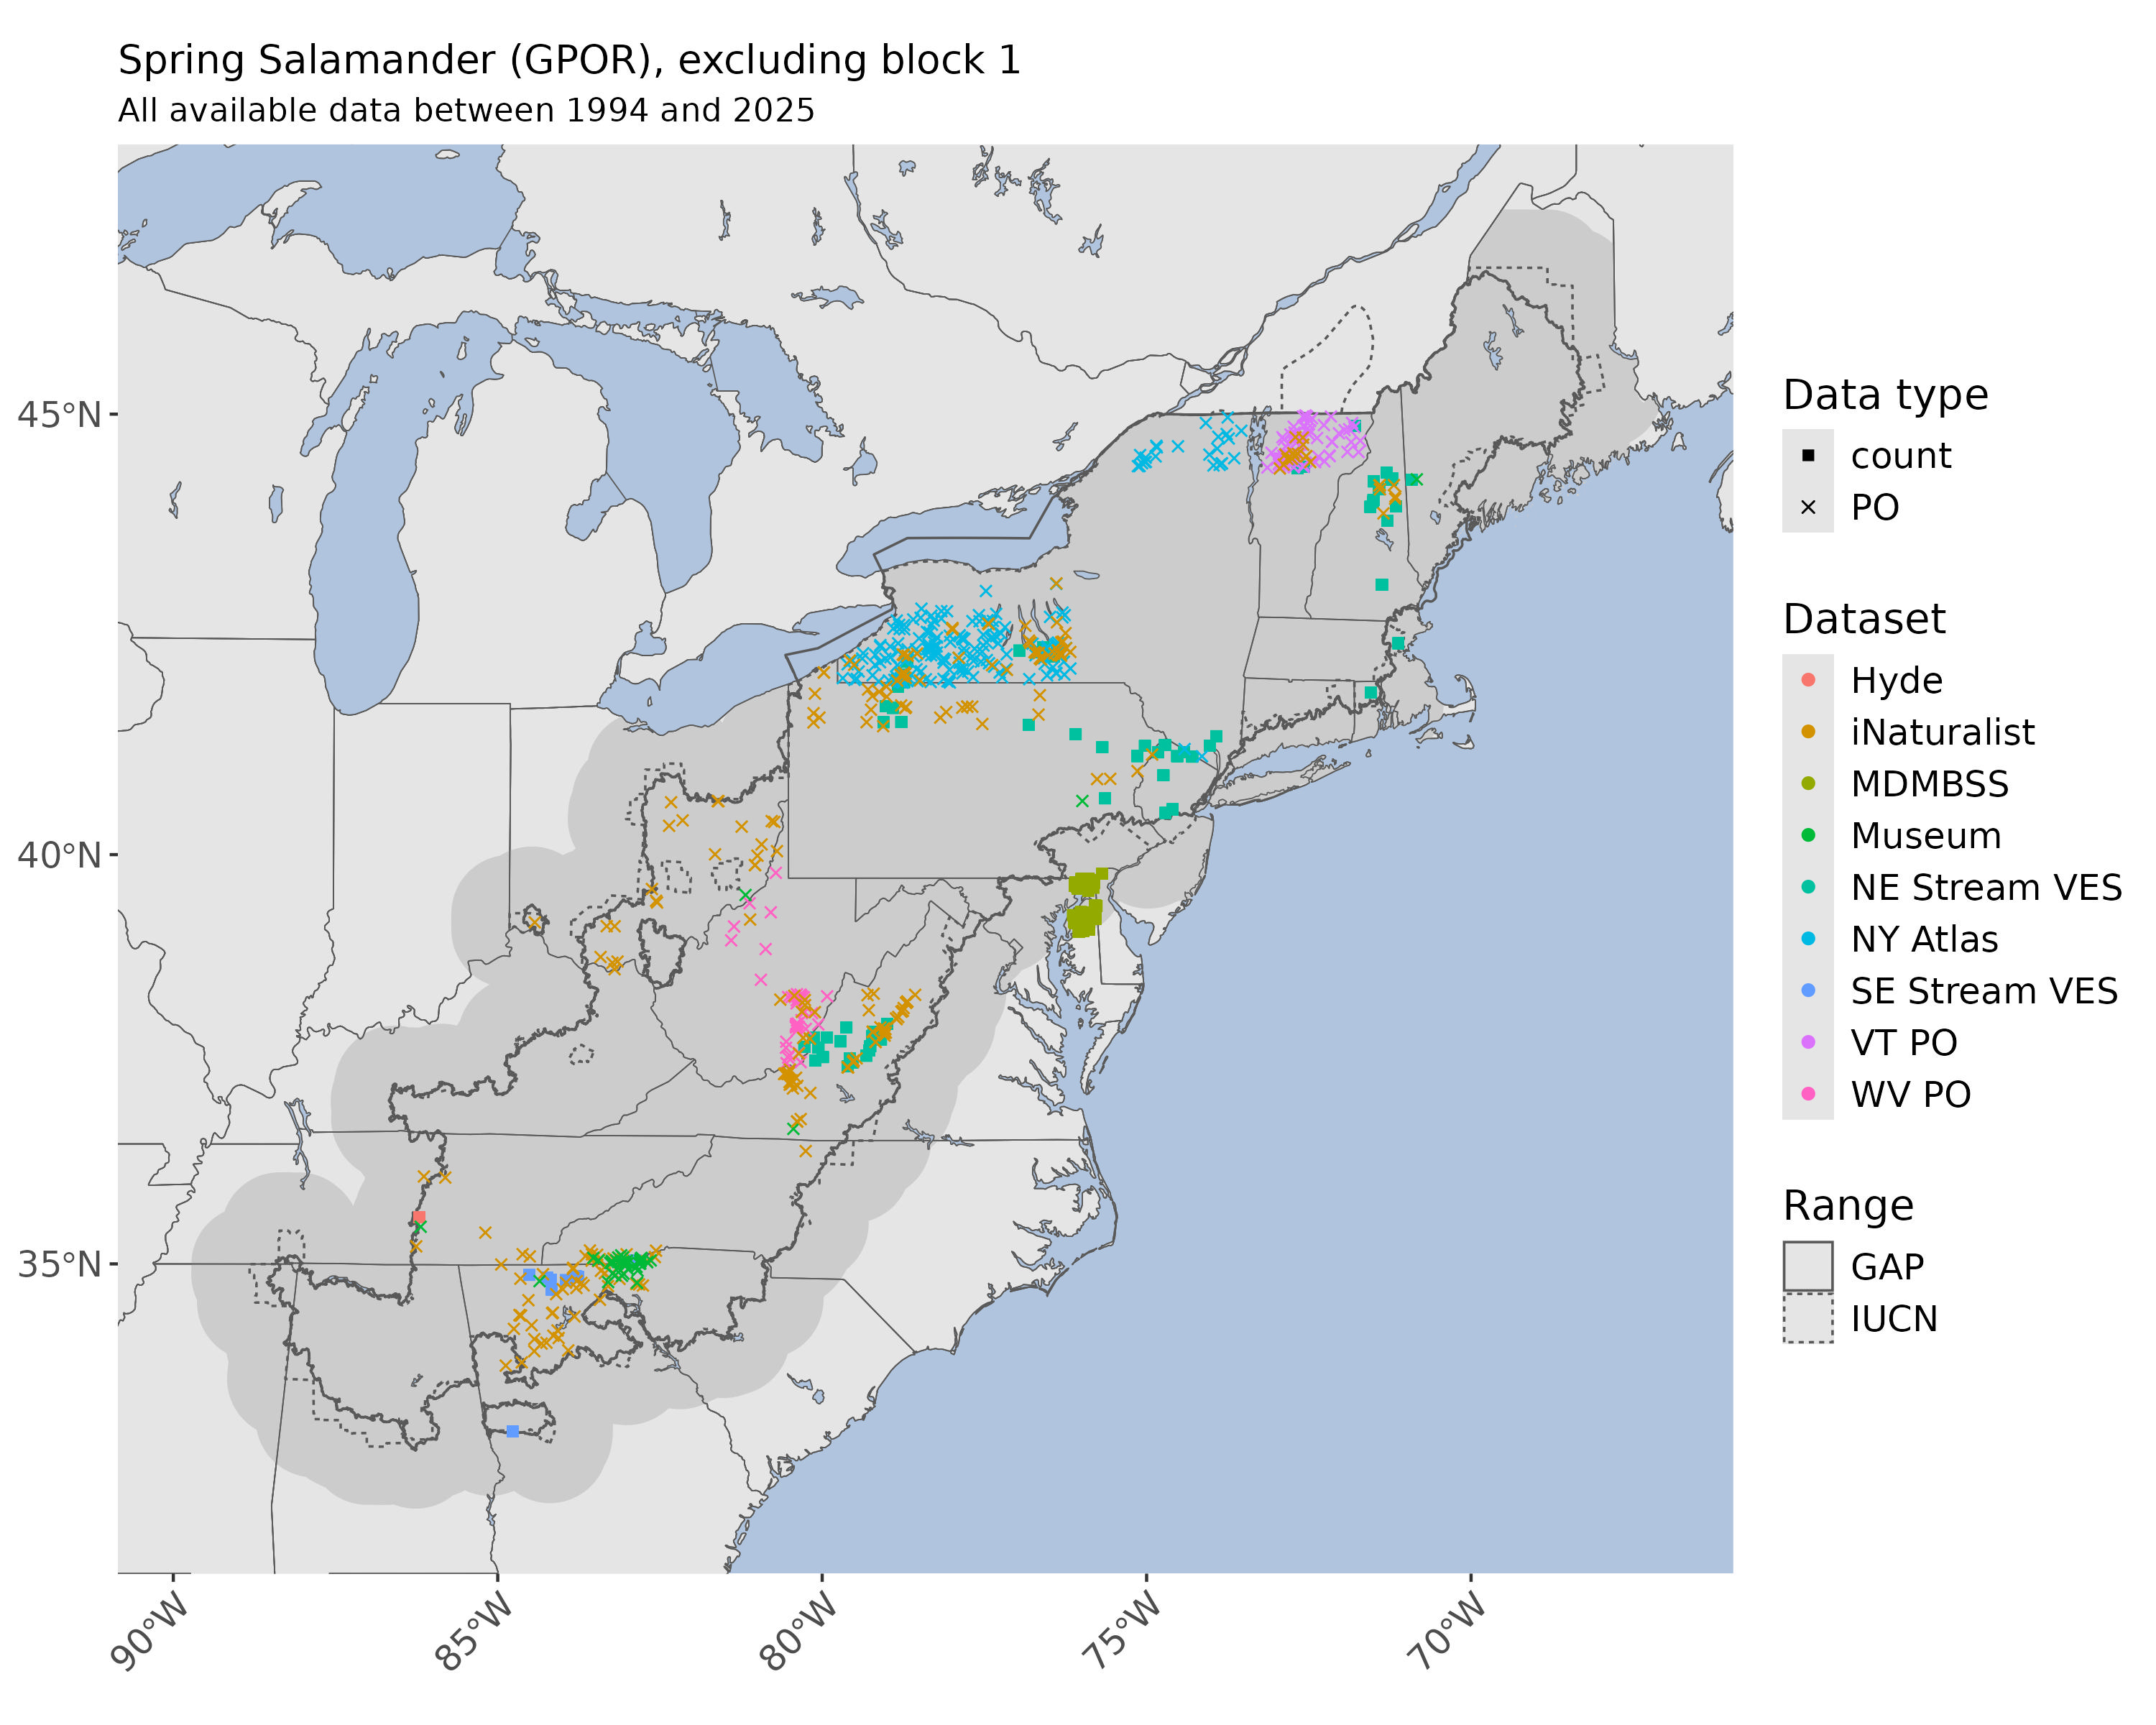 Spring Salamander (GPOR), excluding block 1
All available data between 1994 and 2025
45°N
40°N
35°N
90°W
85°W
80°W
75°W
70°W
Data type
count
PO
Dataset
Hyde
iNaturalist
MDMBSS
Museum
NE Stream VES
NY Atlas
SE Stream VES
VT PO
WV PO
Range
GAP
IUCN